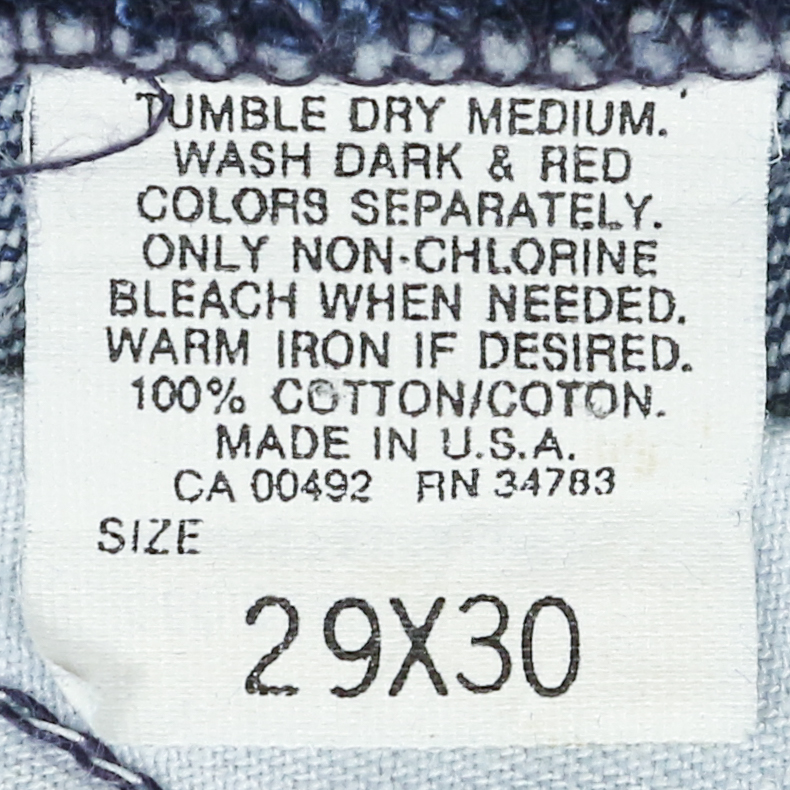 TUMBLE DRY MEDIUM.
WASH DARK & RED
COLORS SEPARATELY.
ONLY NON-CHLORINE
BLEACH WHEN NEEDED.
WARM IRON IF DESIRED.
100% COTTON/COTON.
MADE IN U.S.A.
CA 00492 RN 34783
SIZE
29X30